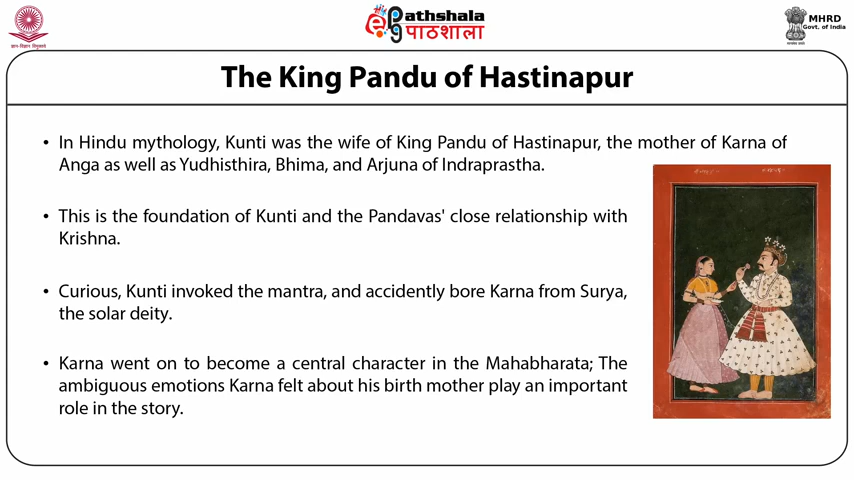 ePathshala
पाठशाला
MHRD
Govt. of India
The King Pandu of Hastinapur
• In Hindu mythology, Kunti was the wife of King Pandu of Hastinapur, the mother of Karna of
Anga as well as Yudhisthira, Bhima, and Arjuna of Indraprastha.
• This is the foundation of Kunti and the Pandavas' close relationship with
Krishna.
• Curious, Kunti invoked the mantra, and accidently bore Karna from Surya,
the solar deity.
• Karna went on to become a central character in the Mahabharata; The
ambiguous emotions Karna felt about his birth mother play an important
role in the story.